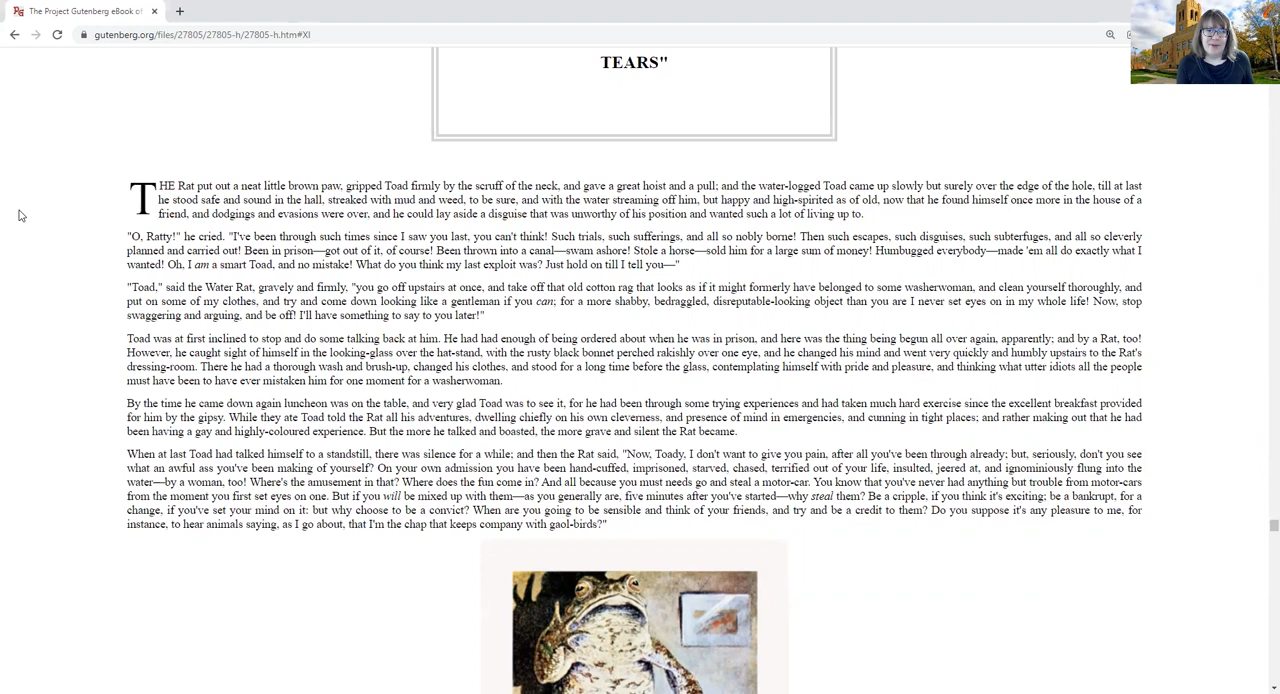 The Project Gutenberg eBook of
gutenberg.org/files/27805/27805-h/27805-h.htm#XI
TEARS"
THE Rat put out a neat little brown paw, gripped Toad firmly by the scruff of the neck, and gave a great hoist and a pull; and the water-logged Toad came up slowly but surely over the edge of the hole, till at last
he stood safe and sound in the hall, streaked with mud and weed, to be sure, and with the water streaming off him, but happy and high-spirited as of old, now that he found himself once more in the house of a
friend, and dodgings and evasions were over, and he could lay aside a disguise that was unworthy of his position and wanted such a lot of living up to.
"O, Ratty!" he cried. "I've been through such times since I saw you last, you can't think! Such trials, such sufferings, and all so nobly borne! Then such escapes, such disguises, such subterfuges, and all so cleverly
planned and carried out! Been in prison—got out of it, of course! Been thrown into a canal—swam ashore! Stole a horse—sold him for a large sum of money! Humbugged everybody—made 'em all do exactly what I
wanted! Oh, I am a smart Toad, and no mistake! What do you think my last exploit was? Just hold on till I tell you—"
"Toad," said the Water Rat, gravely and firmly, "you go off upstairs at once, and take off that old cotton rag that looks as if it might formerly have belonged to some washerwoman, and clean yourself thoroughly, and
put on some of my clothes, and try and come down looking like a gentleman if you can; for a more shabby, bedraggled, disreputable-looking object than you are I never set eyes on in my whole life! Now, stop
swaggering and arguing, and be off! I'll have something to say to you later!"
Toad was at first inclined to stop and do some talking back at him. He had had enough of being ordered about when he was in prison, and here was the thing being begun all over again, apparently; and by a Rat, too!
However, he caught sight of himself in the looking-glass over the hat-stand, with the rusty black bonnet perched rakishly over one eye, and he changed his mind and went very quickly and humbly upstairs to the Rat's
dressing-room. There he had a thorough wash and brush-up, changed his clothes, and stood for a long time before the glass, contemplating himself with pride and pleasure, and thinking what utter idiots all the people
must have been to have ever mistaken him for one moment for a washerwoman.
By the time he came down again luncheon was on the table, and very glad Toad was to see it, for he had been through some trying experiences and had taken much hard exercise since the excellent breakfast provided
for him by the gipsy. While they ate Toad told the Rat all his adventures, dwelling chiefly on his own cleverness, and presence of mind in emergencies, and cunning in tight places; and rather making out that he had
been having a gay and highly-coloured experience. But the more he talked and boasted, the more grave and silent the Rat became.
When at last Toad had talked himself to a standstill, there was silence for a while; and then the Rat said, "Now, Toady, I don't want to give you pain, after all you've been through already; but, seriously, don't you see
what an awful ass you've been making of yourself? On your own admission you have been hand-cuffed, imprisoned, starved, chased, terrified out of your life, insulted, jeered at, and ignominiously flung into the
water—by a woman, too! Where's the amusement in that? Where does the fun come in? And all because you must needs go and steal a motor-car. You know that you've never had anything but trouble from motor-cars
from the moment you first set eyes on one. But if you will be mixed up with them—as you generally are, five minutes after you've started—why steal them? Be a cripple, if you think it's exciting; be a bankrupt, for a
change, if you've set your mind on it: but why choose to be a convict? When are you going to be sensible and think of your friends, and try and be a credit to them? Do you suppose it's any pleasure to me, for
instance, to hear animals saying, as I go about, that I'm the chap that keeps company with gaol-birds?"